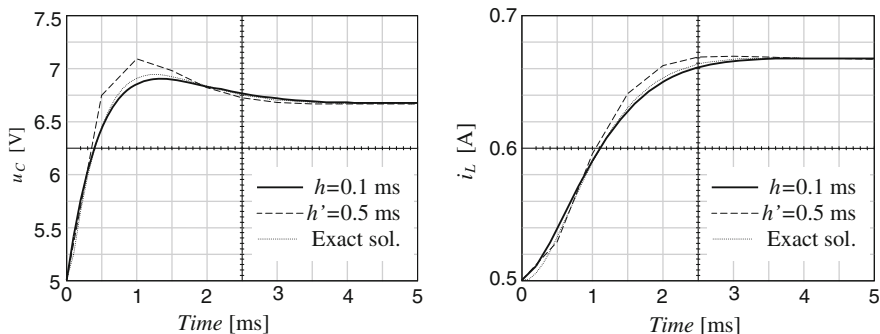 7.5
7
6.75
6
5.5
5
u_C [V]
0
1
2
3
4
5
Time [ms]
h=0.1 ms
h'=0.5 ms
Exact sol.
0.7
0.6
0.5
i_L [A]
0
1
2
3
4
5
Time [ms]
h=0.1 ms
h'=0.5 ms
Exact sol.